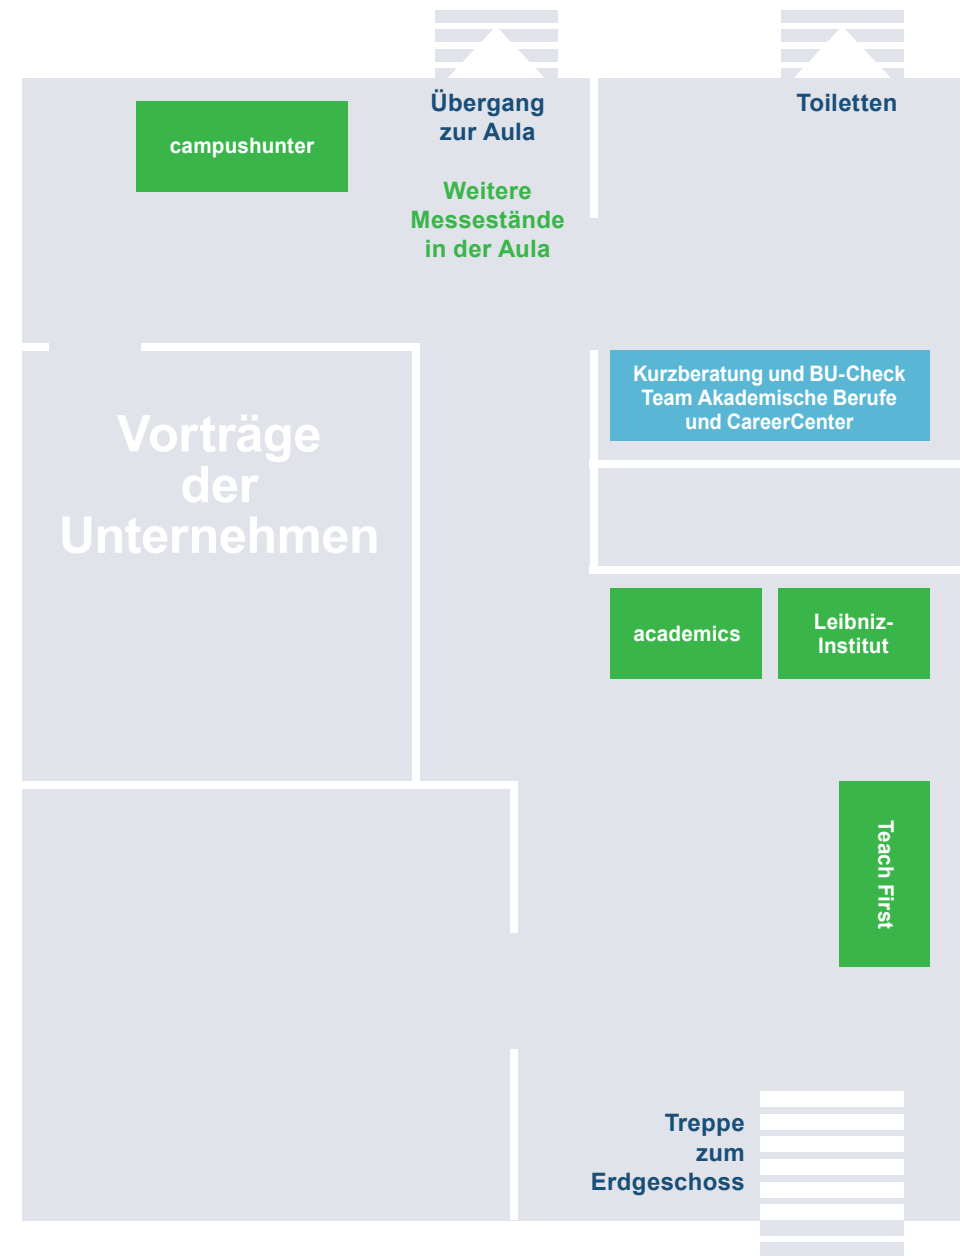 Übergang
zur Aula
Toiletten
campushunter
Weitere
Messestände
in der Aula
Kurzberatung und BU-Check
Team Akademische Berufe
und CareerCenter
Vorträge
der
Unternehmen
academics
Leibniz-
Institut
Teach First
Treppe
zum
Erdgeschoss